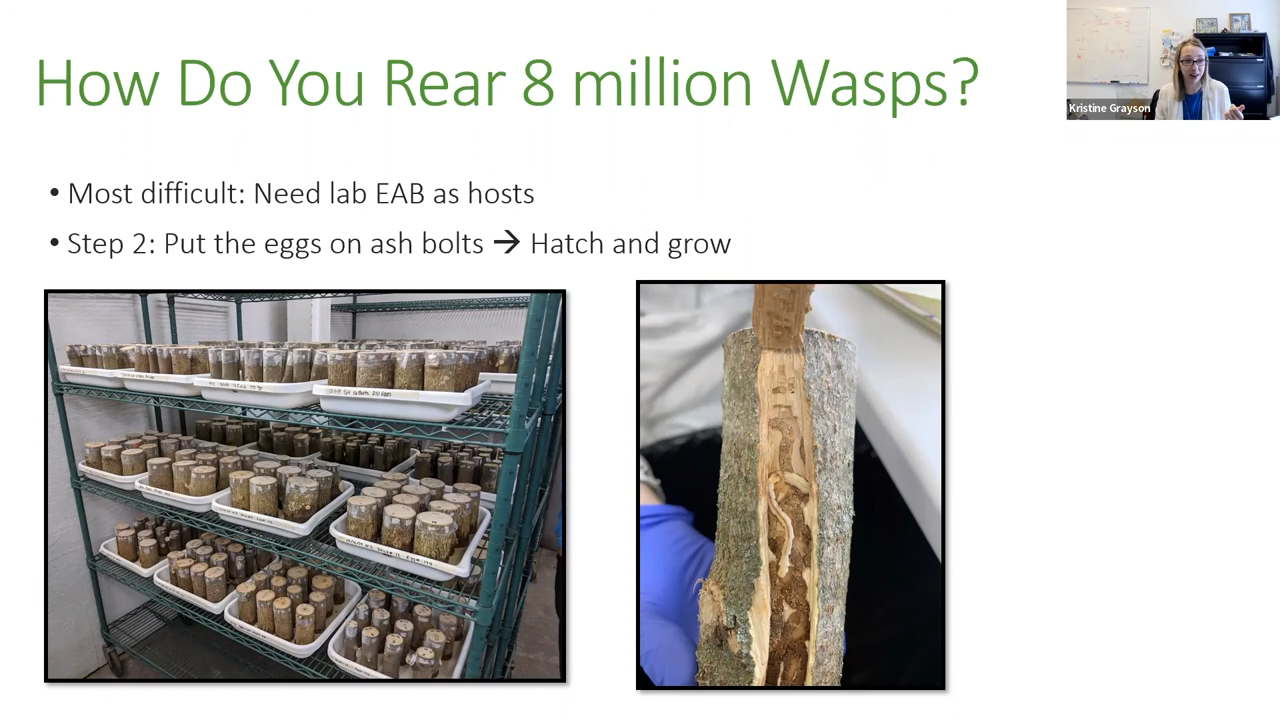 How Do You Rear 8 million Wasps?
Kristine Grayson
• Most difficult: Need lab EAB as hosts
• Step 2: Put the eggs on ash bolts → Hatch and grow